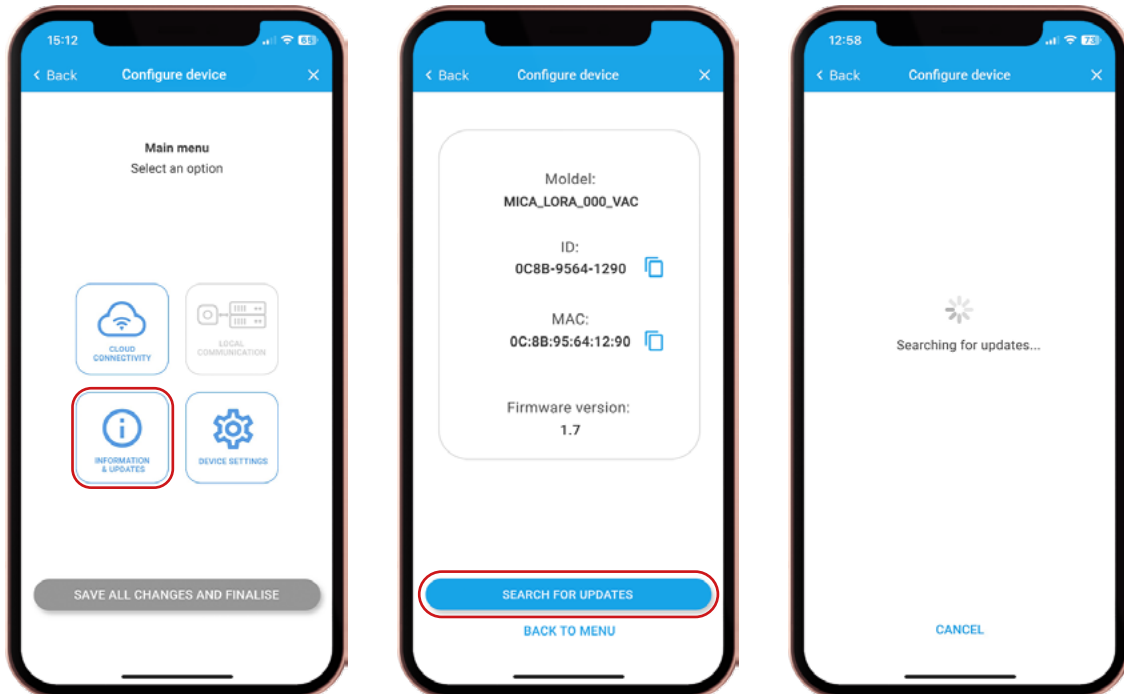 15:12
65
Back
Configure device
Main menu
Select an option
CLOUD
CONNECTIVITY
LOCAL
COMMUNICATION
INFORMATION
& UPDATES
DEVICE SETTINGS
SAVE ALL CHANGES AND FINALISE
Back
Configure device
Moldel:
MICA_LORA_000_VAC
ID:
0C8B-9564-1290
MAC:
0C:8B:95:64:12:90
Firmware version:
1.7
SEARCH FOR UPDATES
BACK TO MENU
12:58
73
Back
Configure device
Searching for updates...
CANCEL